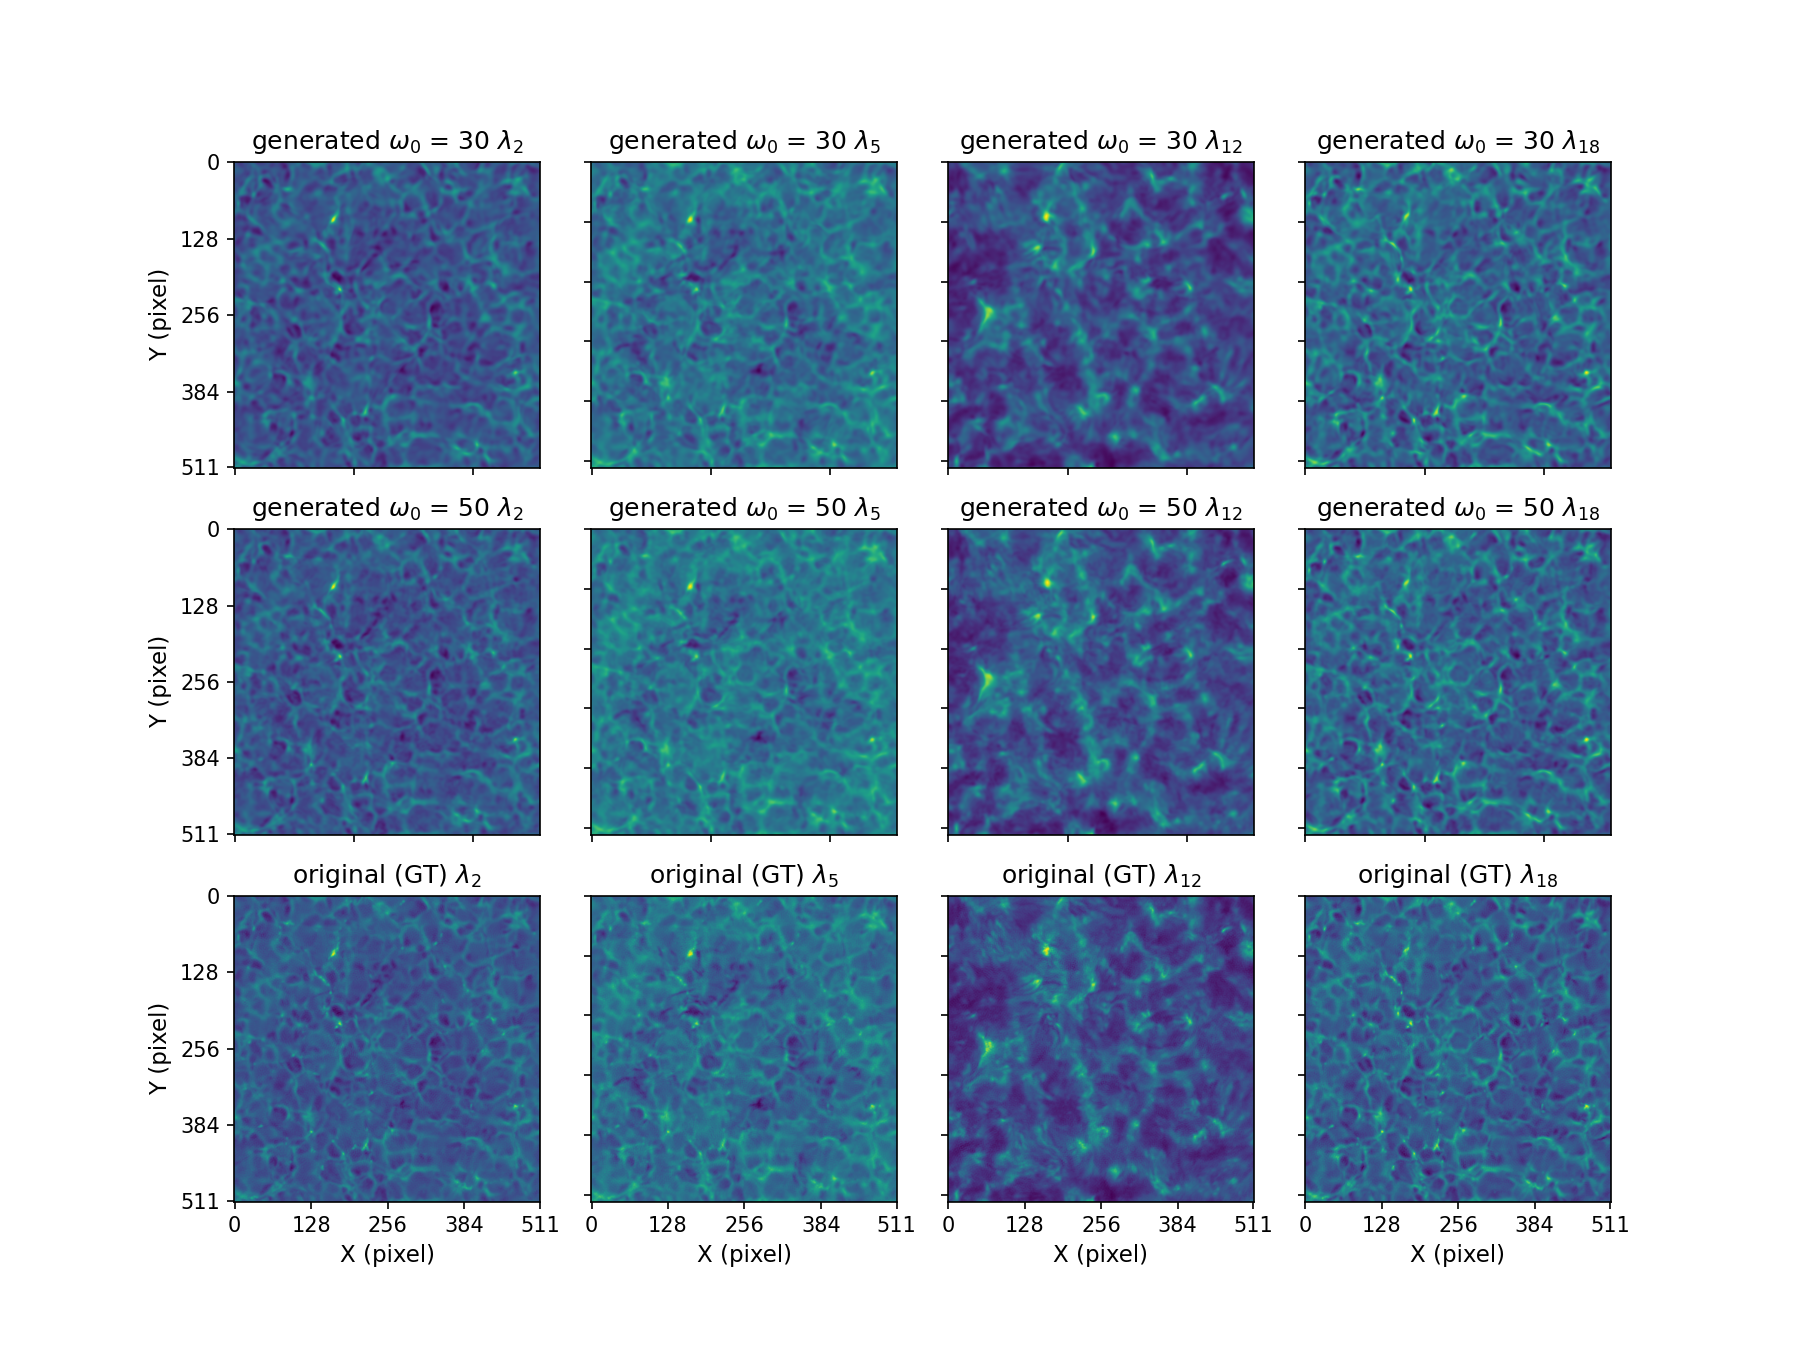 generated ω₀ = 30 λ₂
generated ω₀ = 30 λ₅
generated ω₀ = 30 λ₁₂
generated ω₀ = 30 λ₁₈
0
128
256
384
511
Y (pixel)
generated ω₀ = 50 λ₂
generated ω₀ = 50 λ₅
generated ω₀ = 50 λ₁₂
generated ω₀ = 50 λ₁₈
0
128
256
384
511
Y (pixel)
original (GT) λ₂
original (GT) λ₅
original (GT) λ₁₂
original (GT) λ₁₈
0
128
256
384
511
Y (pixel)
0 128 256 384 511
0 128 256 384 511
0 128 256 384 511
0 128 256 384 511
X (pixel)
X (pixel)
X (pixel)
X (pixel)